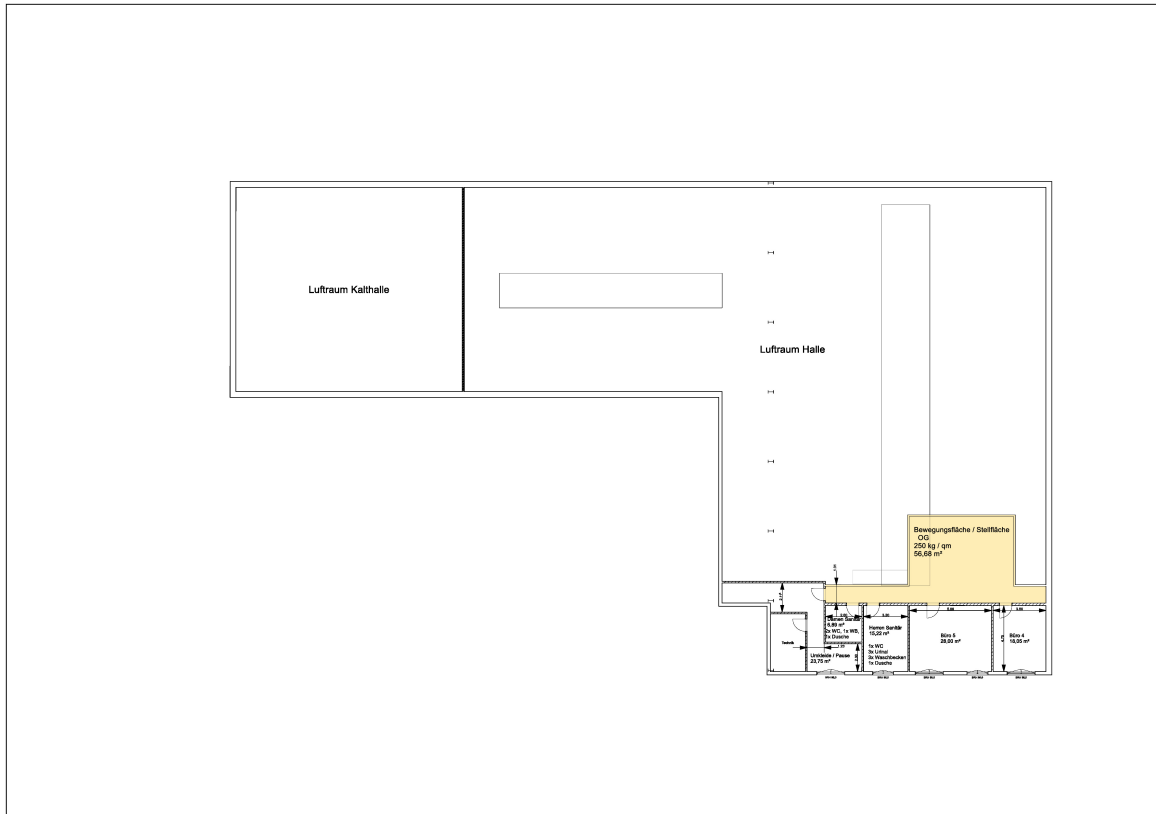 Luftraum Kalthalle
Luftraum Halle
Bewegungsfläche / Stellfläche
OG
250 kg / qm
56,68 m²
Damen Sanitär
6,89 m²
2x WC, 1x WB,
1x Dusche
Herren Sanitär
15,22 m²
1x WC
3x Urinal
3x Waschbecken
1x Dusche
Büro 5
28,00 m²
Büro 4
18,05 m²
Technik
Umkleide / Pause
23,75 m²